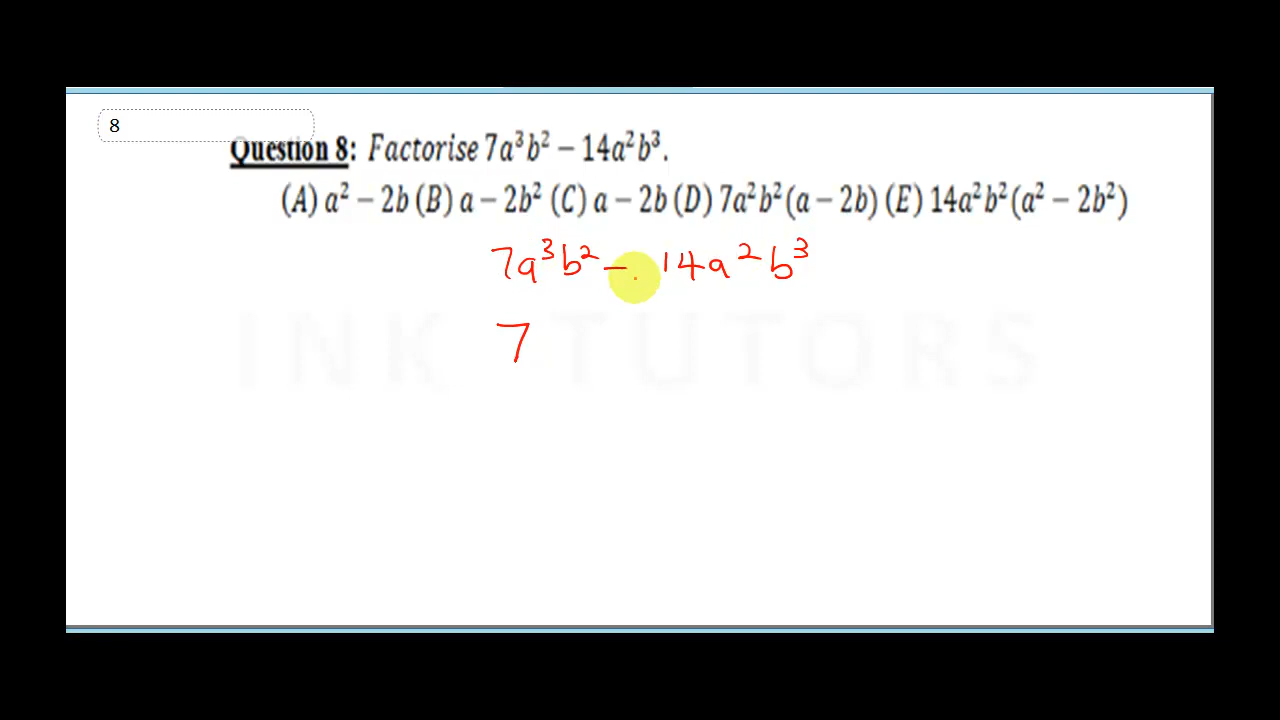 8
Question 8: Factorise 7a³b² − 14a²b³.
(A) a² − 2b (B) a − 2b² (C) a − 2b (D) 7a²b²(a − 2b) (E) 14a²b²(a² − 2b²)
7a³b² − 14a²b³
7
INK TUTORS